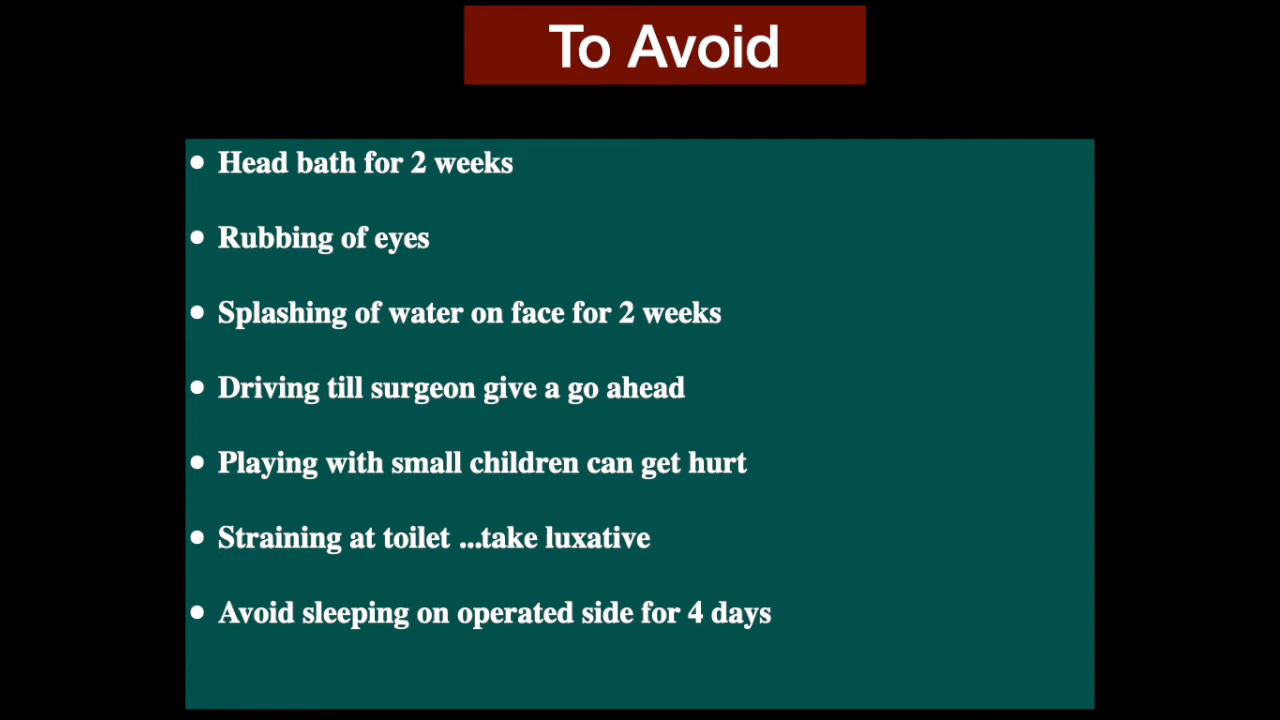 To Avoid
• Head bath for 2 weeks
• Rubbing of eyes
• Splashing of water on face for 2 weeks
• Driving till surgeon give a go ahead
• Playing with small children can get hurt
• Straining at toilet ...take luxative
• Avoid sleeping on operated side for 4 days